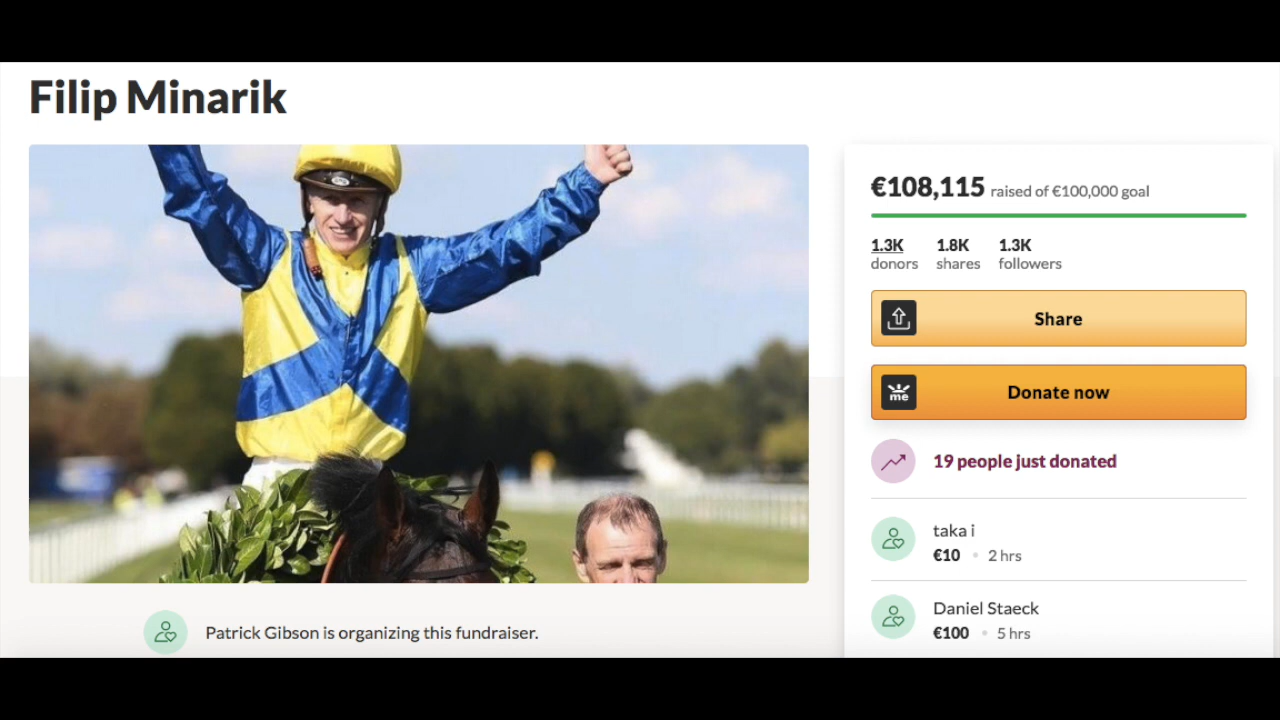 Filip Minarik
€108,115 raised of €100,000 goal
1.3K 1.8K 1.3K
donors shares followers
Share
me Donate now
19 people just donated
taka i
€10 • 2 hrs
Daniel Staeck
€100 • 5 hrs
Patrick Gibson is organizing this fundraiser.